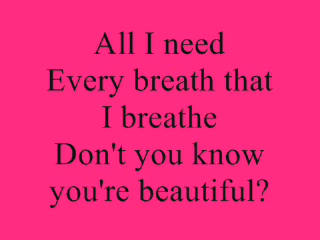 All I need
Every breath that
I breathe
Don't you know
you're beautiful?